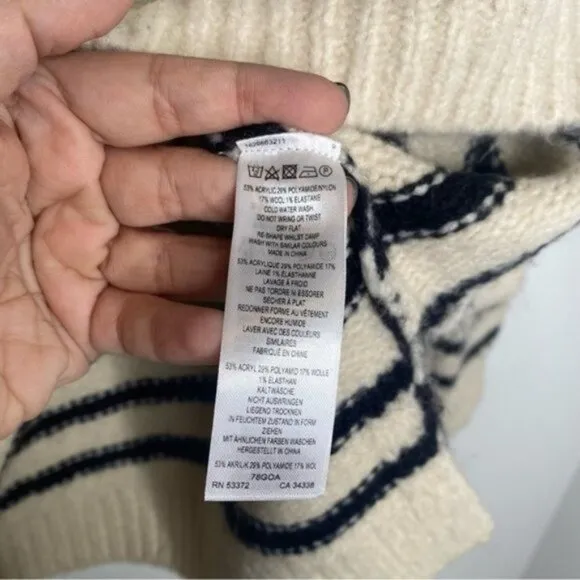 53% ACRYLIC 29% POLYAMIDE/NYLON
17% WOOL 1% ELASTANE
COLD WATER WASH
DO NOT WRING OR TWIST
DRY FLAT
RE-SHAPE WHILST DAMP
WASH WITH SIMILAR COLOURS
MADE IN CHINA
53% ACRYLIQUE 29% POLYAMIDE 17%
LAINE 1% ÉLASTHANNE
LAVAGE À FROID
NE PAS TORDRE NI ESSORER
SÉCHER À PLAT
REDONNER FORME AU VÊTEMENT
ENCORE HUMIDE
LAVER AVEC DES COULEURS
SIMILAIRES
FABRIQUÉ EN CHINE
53% ACRYL 29% POLYAMID 17% WOLLE
1% ELASTHAN
KALTWÄSCHE
NICHT AUSWRINGEN
LIEGEND TROCKNEN
IN FEUCHTEM ZUSTAND IN FORM
ZIEHEN
MIT ÄHNLICHEN FARBEN WASCHEN
HERGESTELLT IN CHINA
53% AKRILIK 29% POLYAMID 17% WOL
78GOA
RN 53372 CA 34338